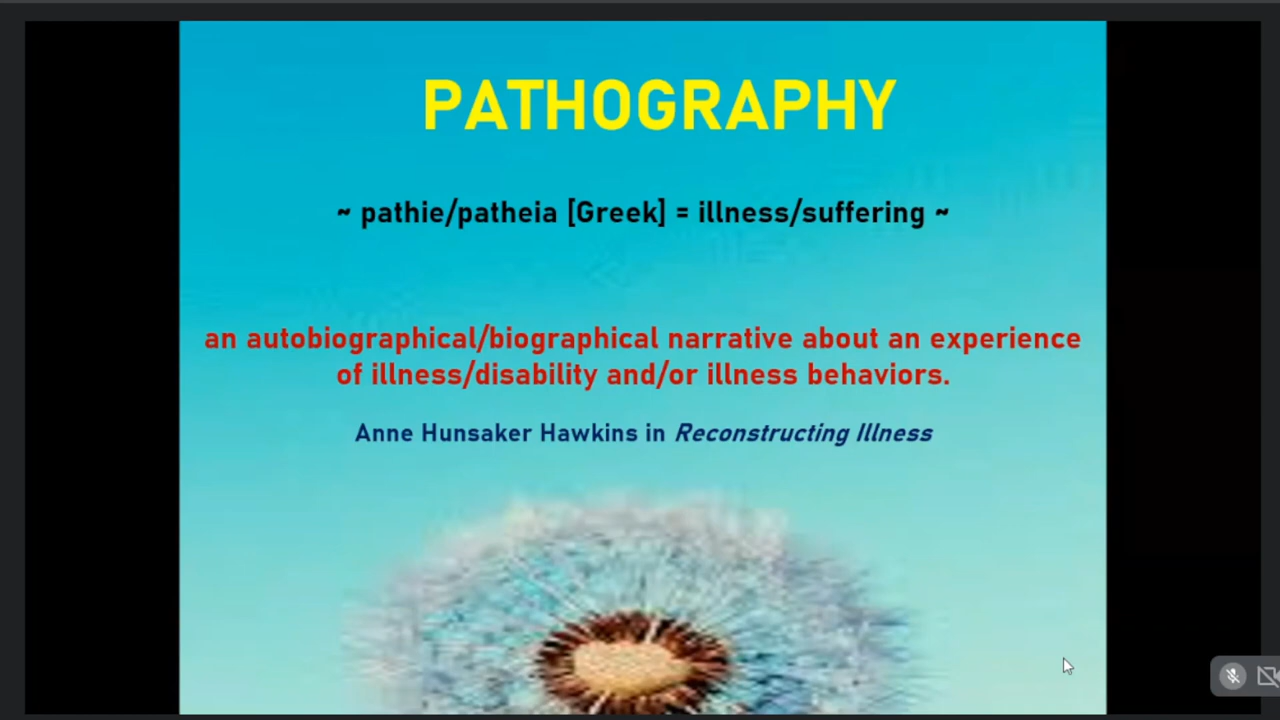 PATHOGRAPHY
~ pathie/patheia [Greek] = illness/suffering ~
an autobiographical/biographical narrative about an experience
of illness/disability and/or illness behaviors.
Anne Hunsaker Hawkins in Reconstructing Illness